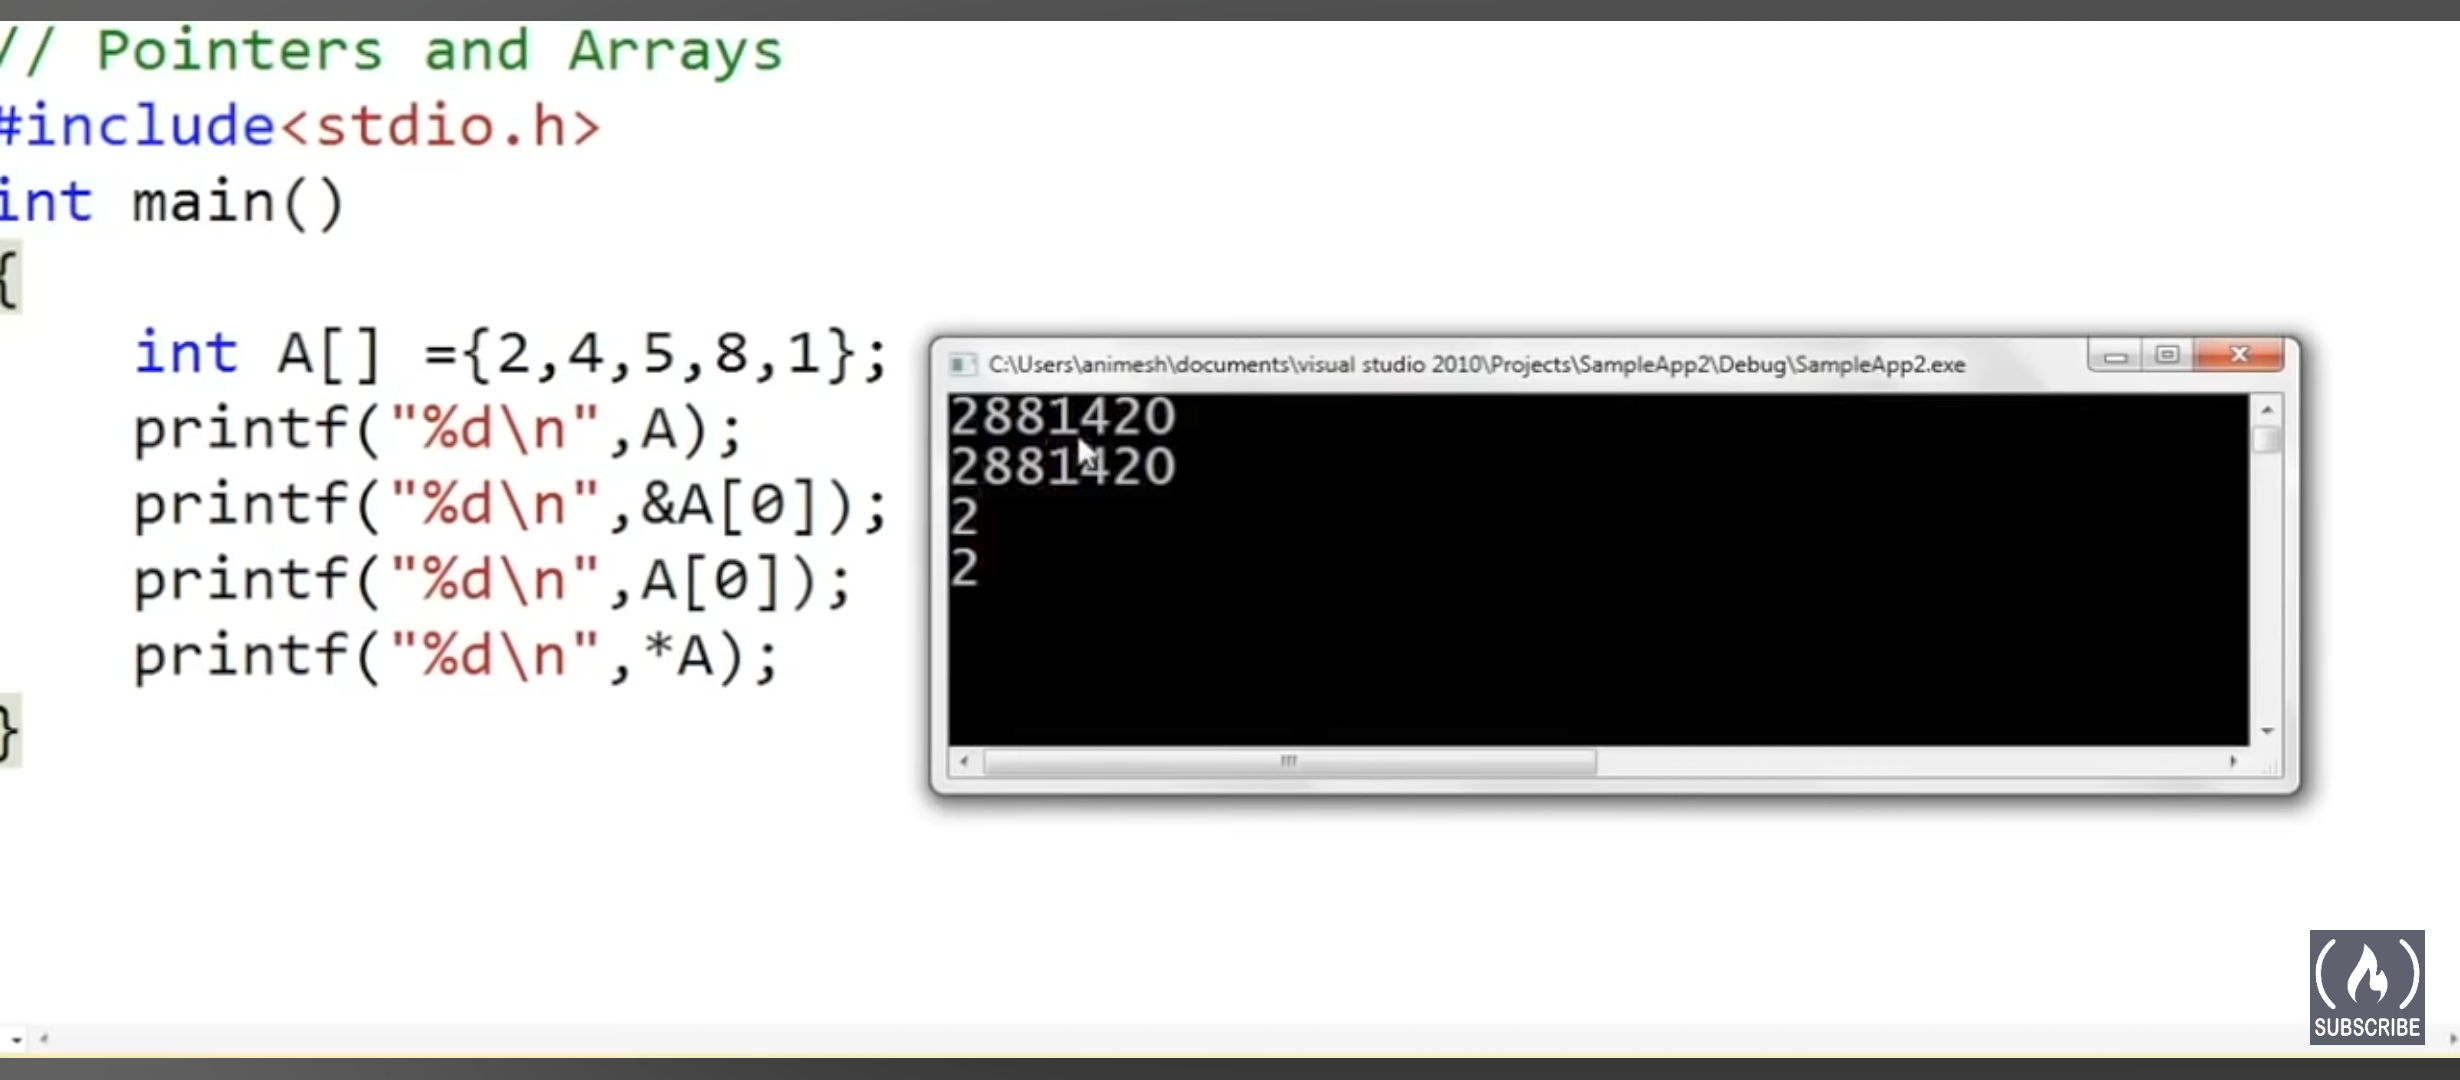 // Pointers and Arrays
#include<stdio.h>
int main()
{
int A[] ={2,4,5,8,1};
printf("%d\n",A);
printf("%d\n",&A[0]);
printf("%d\n",A[0]);
printf("%d\n",*A);
}
C:\Users\animesh\documents\visual studio 2010\Projects\SampleApp2\Debug\SampleApp2.exe
2881420
2881420
2
2
SUBSCRIBE